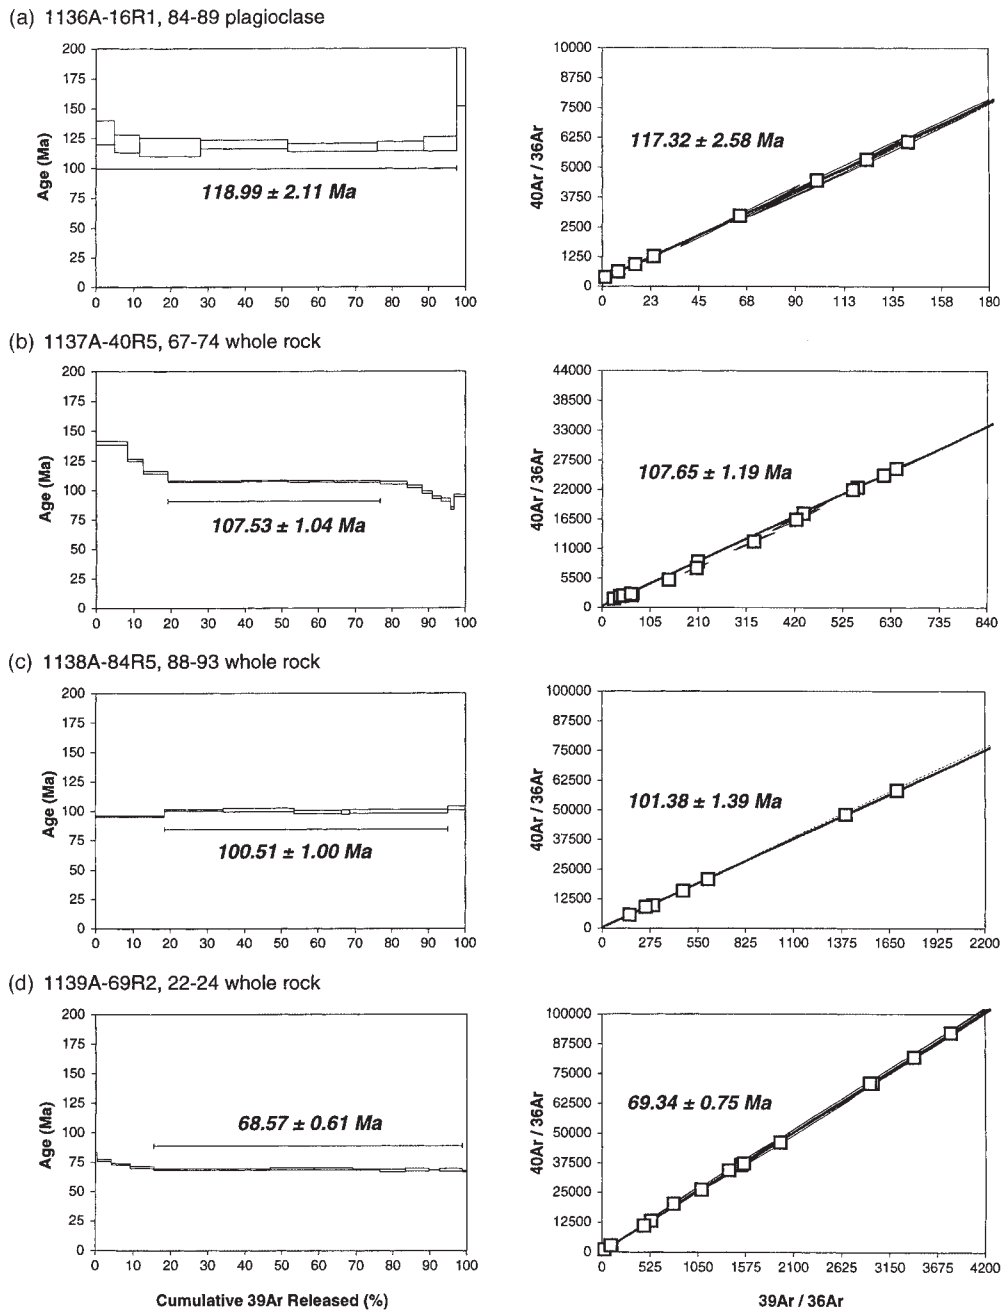 (a) 1136A-16R1, 84-89 plagioclase
200
175
150
125
100
75
50
25
0
Age (Ma)
118.99 ± 2.11 Ma
0 10 20 30 40 50 60 70 80 90 100
10000
8750
7500
6250
5000
3750
2500
1250
0
40Ar / 36Ar
117.32 ± 2.58 Ma
0 23 45 68 90 113 135 158 180
(b) 1137A-40R5, 67-74 whole rock
200
175
150
125
100
75
50
25
0
Age (Ma)
107.53 ± 1.04 Ma
0 10 20 30 40 50 60 70 80 90 100
44000
38500
33000
27500
22000
16500
11000
5500
0
40Ar / 36Ar
107.65 ± 1.19 Ma
0 105 210 315 420 525 630 735 840
(c) 1138A-84R5, 88-93 whole rock
200
175
150
125
100
75
50
25
0
Age (Ma)
100.51 ± 1.00 Ma
0 10 20 30 40 50 60 70 80 90 100
100000
87500
75000
62500
50000
37500
25000
12500
0
40Ar / 36Ar
101.38 ± 1.39 Ma
0 275 550 825 1100 1375 1650 1925 2200
(d) 1139A-69R2, 22-24 whole rock
200
175
150
125
100
75
50
25
0
Age (Ma)
68.57 ± 0.61 Ma
0 10 20 30 40 50 60 70 80 90 100
Cumulative 39Ar Released (%)
100000
87500
75000
62500
50000
37500
25000
12500
0
40Ar / 36Ar
69.34 ± 0.75 Ma
0 525 1050 1575 2100 2625 3150 3675 4200
39Ar / 36Ar